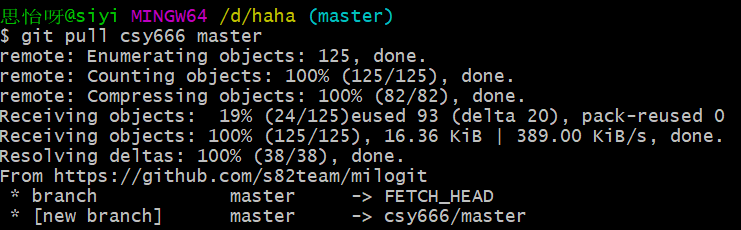 思怡呀@siyi MINGW64 /d/haha (master)
$ git pull csy666 master
remote: Enumerating objects: 125, done.
remote: Counting objects: 100% (125/125), done.
remote: Compressing objects: 100% (82/82), done.
Receiving objects:  19% (24/125)eused 93 (delta 20), pack-reused 0
Receiving objects: 100% (125/125), 16.36 KiB | 389.00 KiB/s, done.
Resolving deltas: 100% (38/38), done.
From https://github.com/s82team/milogit
 * branch            master     -> FETCH_HEAD
 * [new branch]      master     -> csy666/master